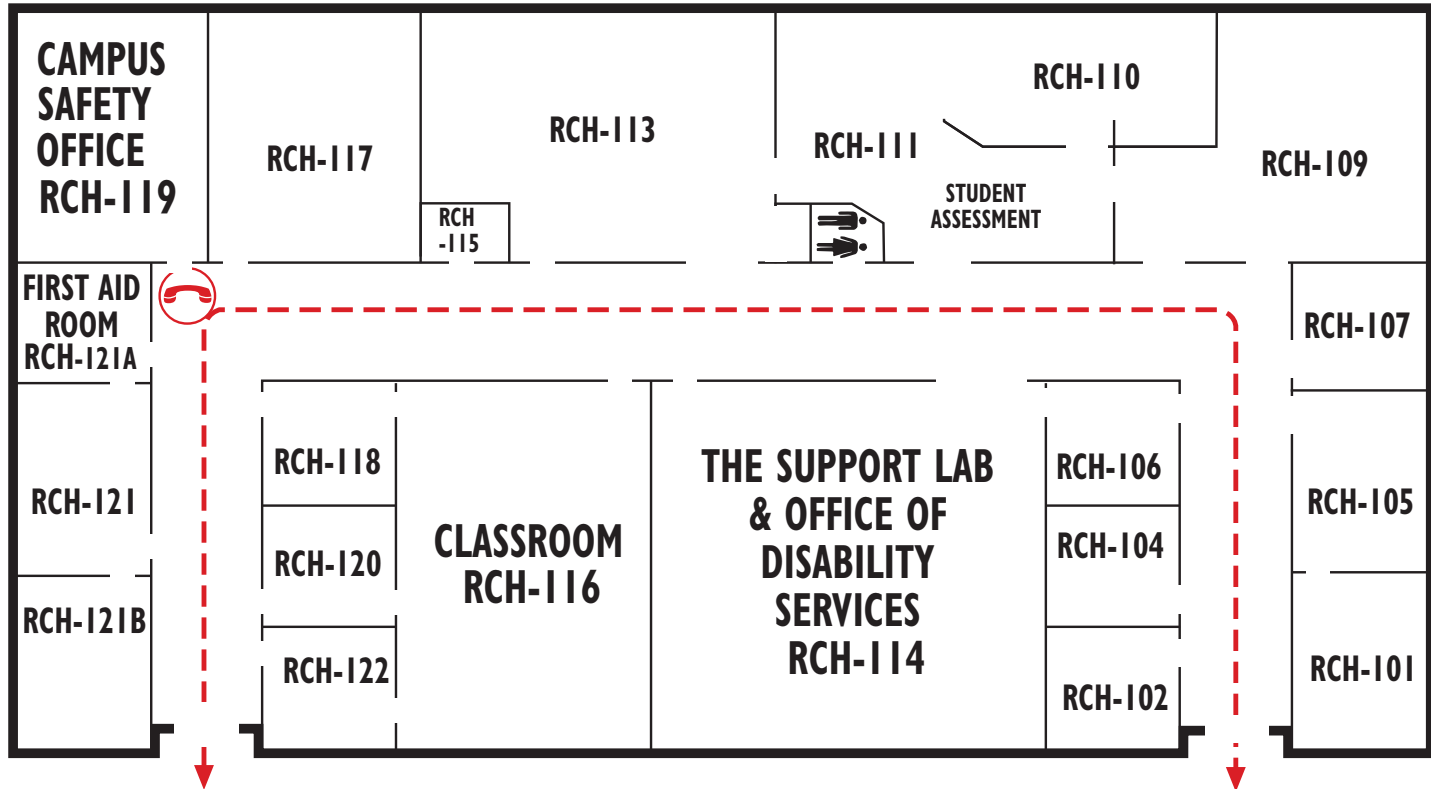 CAMPUS
SAFETY
OFFICE
RCH-119
RCH-117
RCH-113
RCH
-115
RCH-111
RCH-110
STUDENT
ASSESSMENT
RCH-109
FIRST AID
ROOM
RCH-121A
RCH-107
RCH-121
RCH-118
RCH-120
CLASSROOM
RCH-116
THE SUPPORT LAB
& OFFICE OF
DISABILITY
SERVICES
RCH-114
RCH-106
RCH-104
RCH-105
RCH-121B
RCH-122
RCH-102
RCH-101